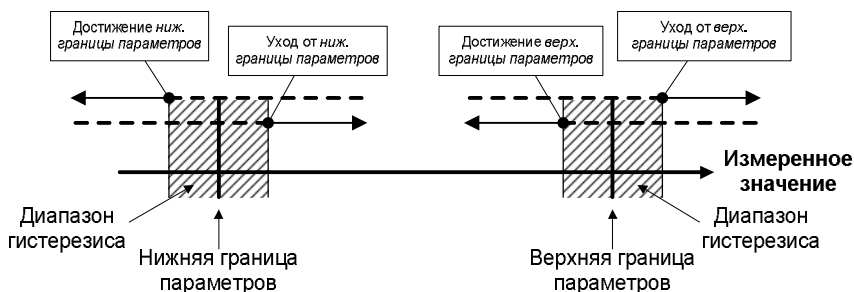 Достижение ниж.
границы параметров
Уход от ниж.
границы параметров
Достижение верх.
границы параметров
Уход от верх.
границы параметров
Измеренное
значение
Диапазон
гистерезиса
Нижняя граница
параметров
Верхняя граница
параметров
Диапазон
гистерезиса